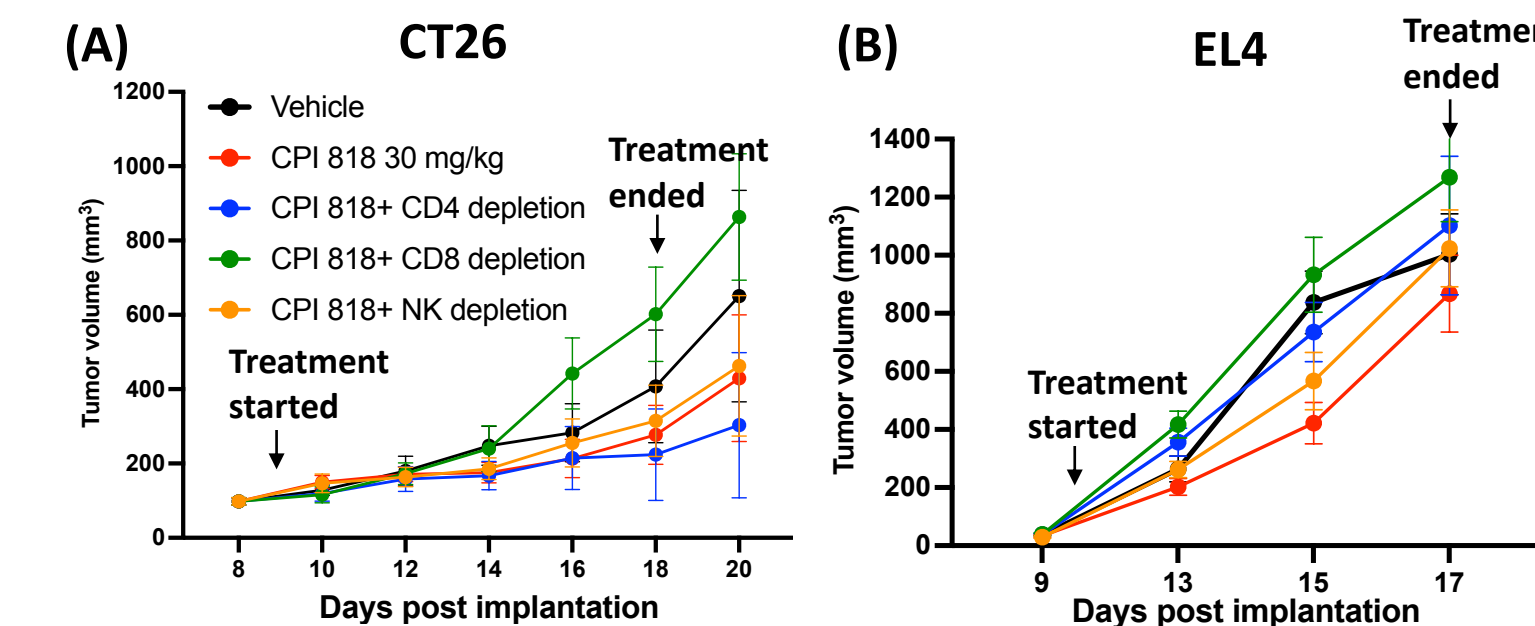 (A)
CT26
1200
1000
800
600
400
200
0
Tumor volume (mm³)
Vehicle
CPI 818 30 mg/kg
CPI 818+ CD4 depletion
CPI 818+ CD8 depletion
CPI 818+ NK depletion
Treatment
started
Treatment
ended
8 10 12 14 16 18 20
Days post implantation
(B)
EL4
1400
1200
1000
800
600
400
200
0
Tumor volume (mm³)
Treatment
started
Treatmen
ended
9 13 15 17
Days post implantation